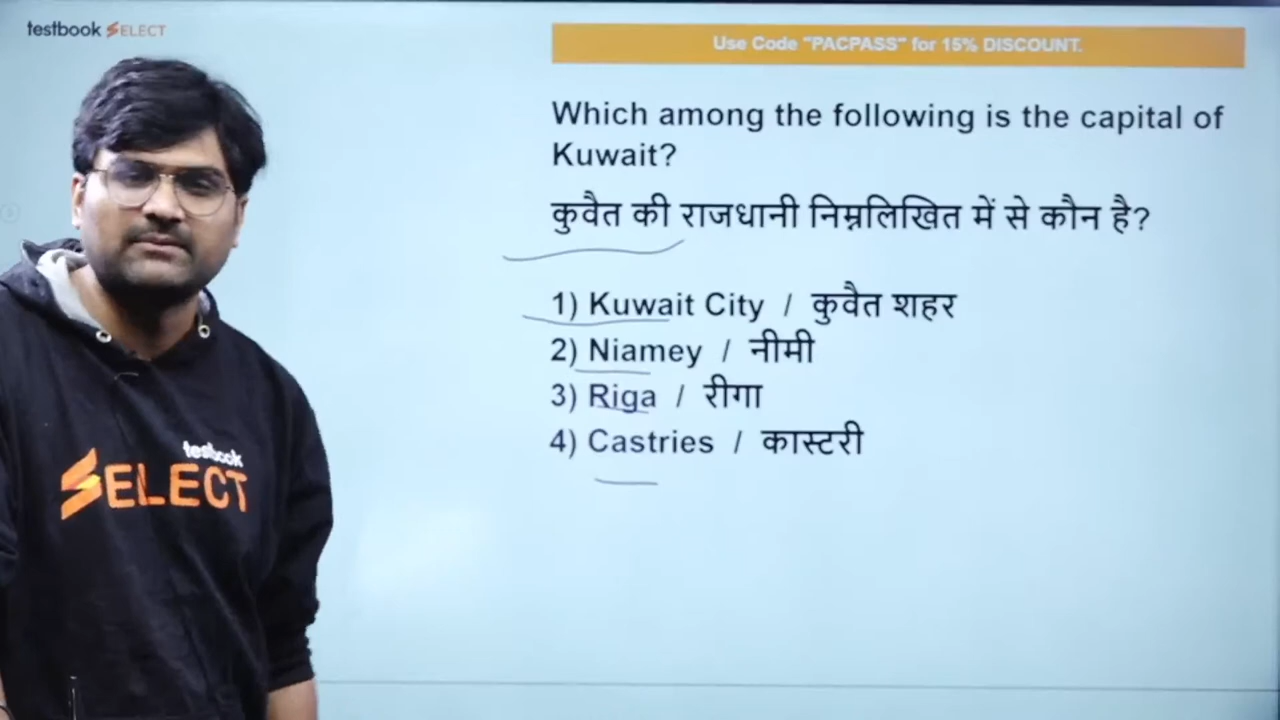 testbook SELECT
Use Code "PACPASS" for 15% DISCOUNT.
Which among the following is the capital of
Kuwait?
कुवैत की राजधानी निम्नलिखित में से कौन है?
1) Kuwait City / कुवैत शहर
2) Niamey / नीमी
3) Riga / रीगा
4) Castries / कास्टरी
testbook
SELECT